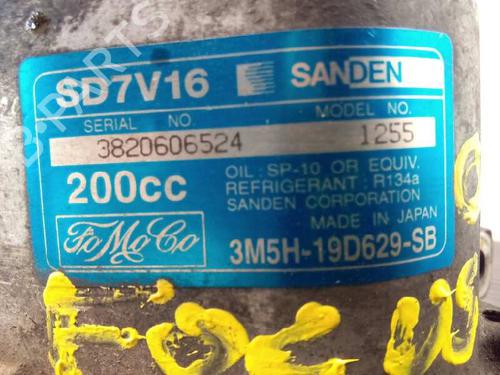 SD7V16 SANDEN
SERIAL NO. MODEL NO.
3820606524 1255
OIL: SP-10 OR EQUIV.
REFRIGERANT: R134a
200cc SANDEN CORPORATION
MADE IN JAPAN
FoMoCo 3M5H-19D629-SB
FOCUS